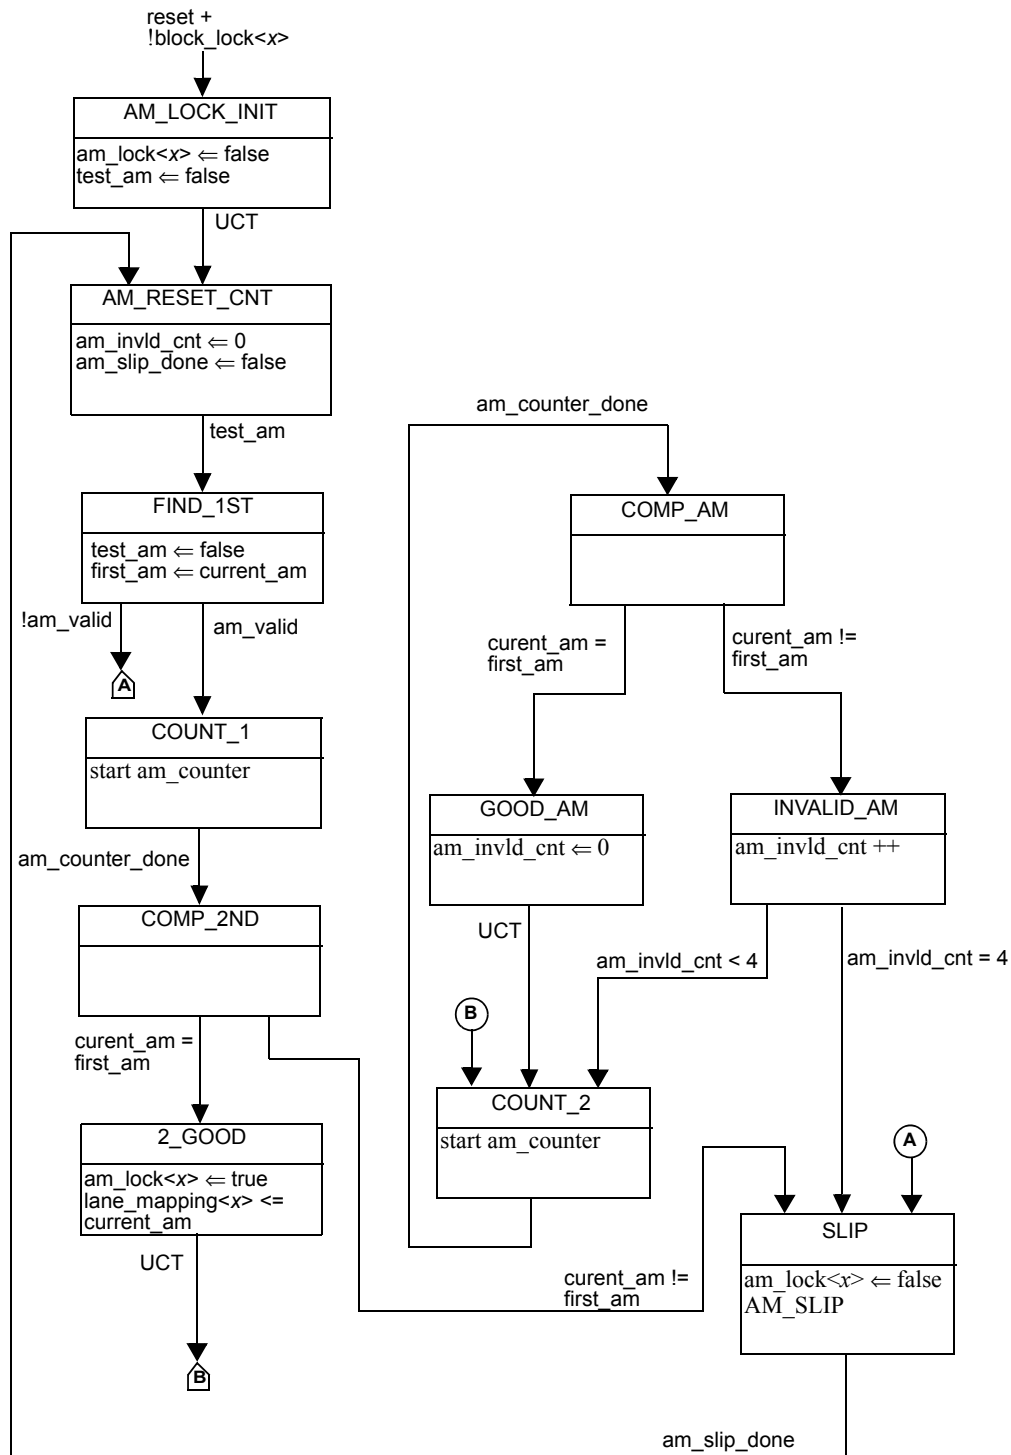 reset +
!block_lock<x>
AM_LOCK_INIT
am_lock<x> ⇐ false
test_am ⇐ false
UCT
AM_RESET_CNT
am_invld_cnt ⇐ 0
am_slip_done ⇐ false
test_am
FIND_1ST
test_am ⇐ false
first_am ⇐ current_am
!am_valid
am_valid
A
COUNT_1
start am_counter
am_counter_done
COMP_2ND
curent_am =
first_am
2_GOOD
am_lock<x> ⇐ true
lane_mapping<x> <=
current_am
UCT
B
am_counter_done
COMP_AM
curent_am =
first_am
curent_am !=
first_am
GOOD_AM
am_invld_cnt ⇐ 0
INVALID_AM
am_invld_cnt ++
UCT
am_invld_cnt < 4
am_invld_cnt = 4
B
COUNT_2
start am_counter
A
curent_am !=
first_am
SLIP
am_lock<x> ⇐ false
AM_SLIP
am_slip_done